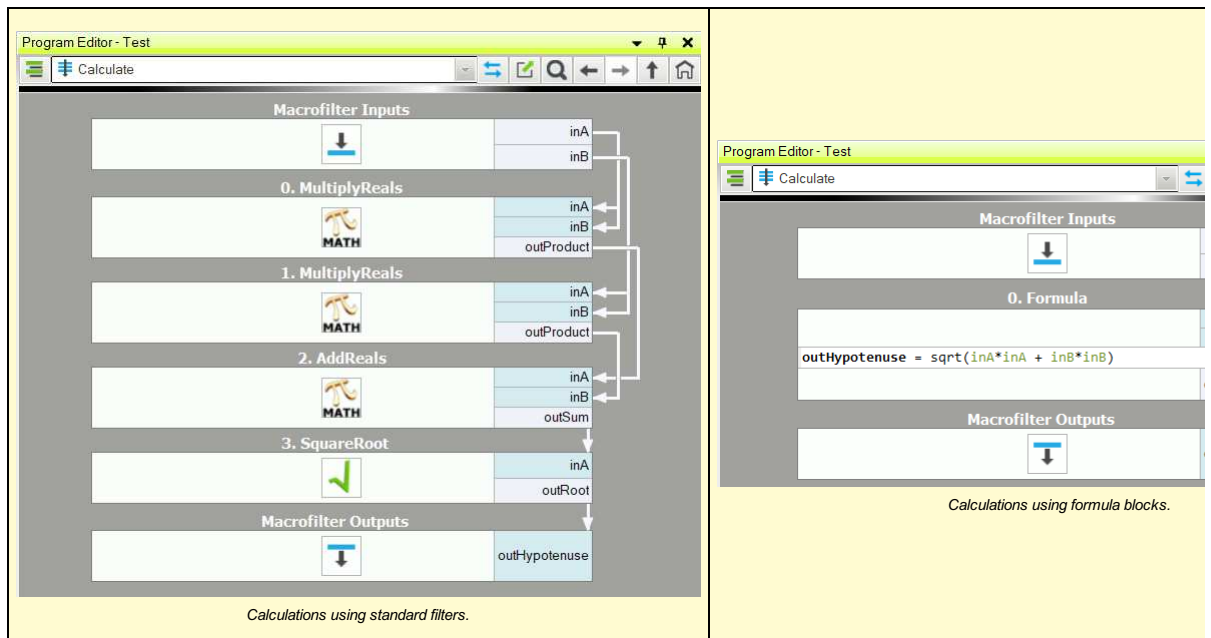 Program Editor - Test
Calculate
Macrofilter Inputs
inA
inB
0. MultiplyReals
MATH
inA
inB
outProduct
1. MultiplyReals
MATH
inA
inB
outProduct
2. AddReals
MATH
inA
inB
outSum
3. SquareRoot
inA
outRoot
Macrofilter Outputs
outHypotenuse
Calculations using standard filters.
Program Editor - Test
Calculate
Macrofilter Inputs
0. Formula
outHypotenuse = sqrt(inA*inA + inB*inB)
Macrofilter Outputs
Calculations using formula blocks.